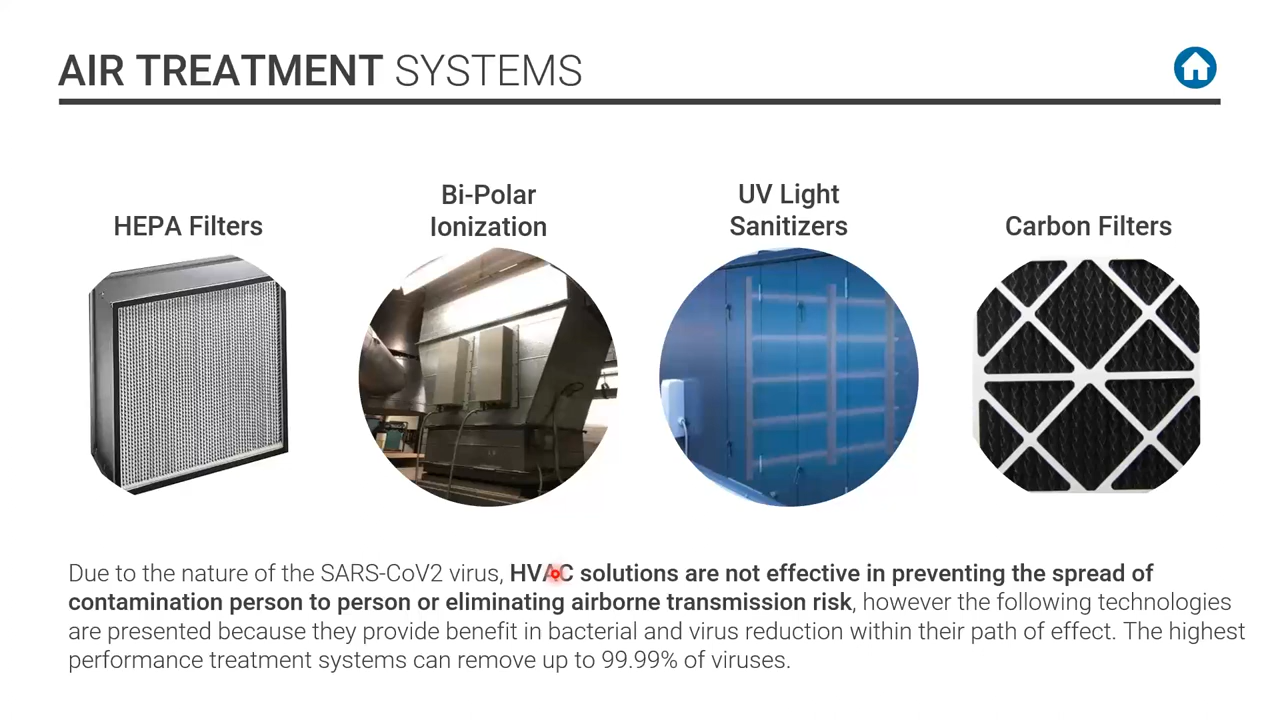 AIR TREATMENT SYSTEMS
HEPA Filters
Bi-Polar
Ionization
UV Light
Sanitizers
Carbon Filters
Due to the nature of the SARS-CoV2 virus, HVAC solutions are not effective in preventing the spread of
contamination person to person or eliminating airborne transmission risk, however the following technologies
are presented because they provide benefit in bacterial and virus reduction within their path of effect. The highest
performance treatment systems can remove up to 99.99% of viruses.